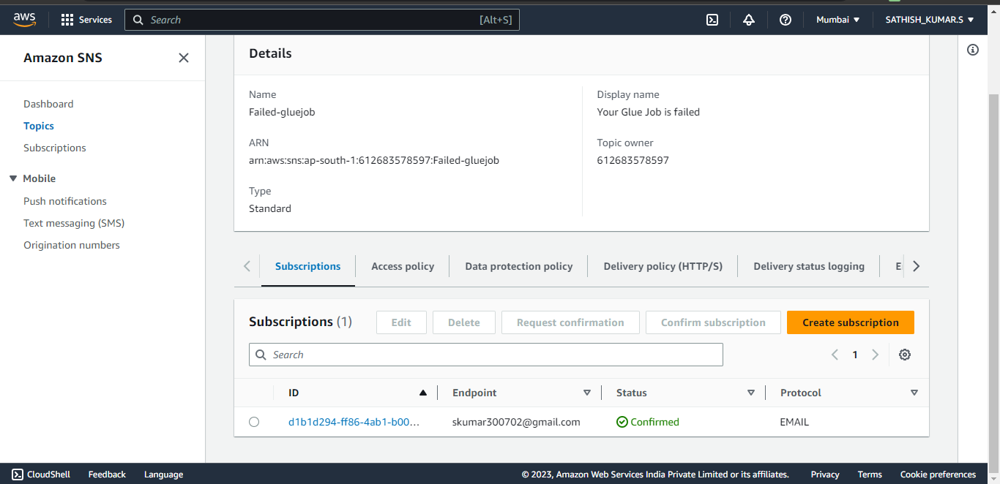 aws Services Search [Alt+S] Mumbai SATHISH_KUMAR.S
Amazon SNS
Dashboard
Topics
Subscriptions
Mobile
Push notifications
Text messaging (SMS)
Origination numbers
Details
Name
Failed-gluejob
ARN
arn:aws:sns:ap-south-1:612683578597:Failed-gluejob
Type
Standard
Display name
Your Glue Job is failed
Topic owner
612683578597
Subscriptions Access policy Data protection policy Delivery policy (HTTP/S) Delivery status logging
Subscriptions (1) Edit Delete Request confirmation Confirm subscription Create subscription
Search 1
ID Endpoint Status Protocol
d1b1d294-ff86-4ab1-b00... skumar300702@gmail.com Confirmed EMAIL
CloudShell Feedback Language © 2023, Amazon Web Services India Private Limited or its affiliates. Privacy Terms Cookie preferences